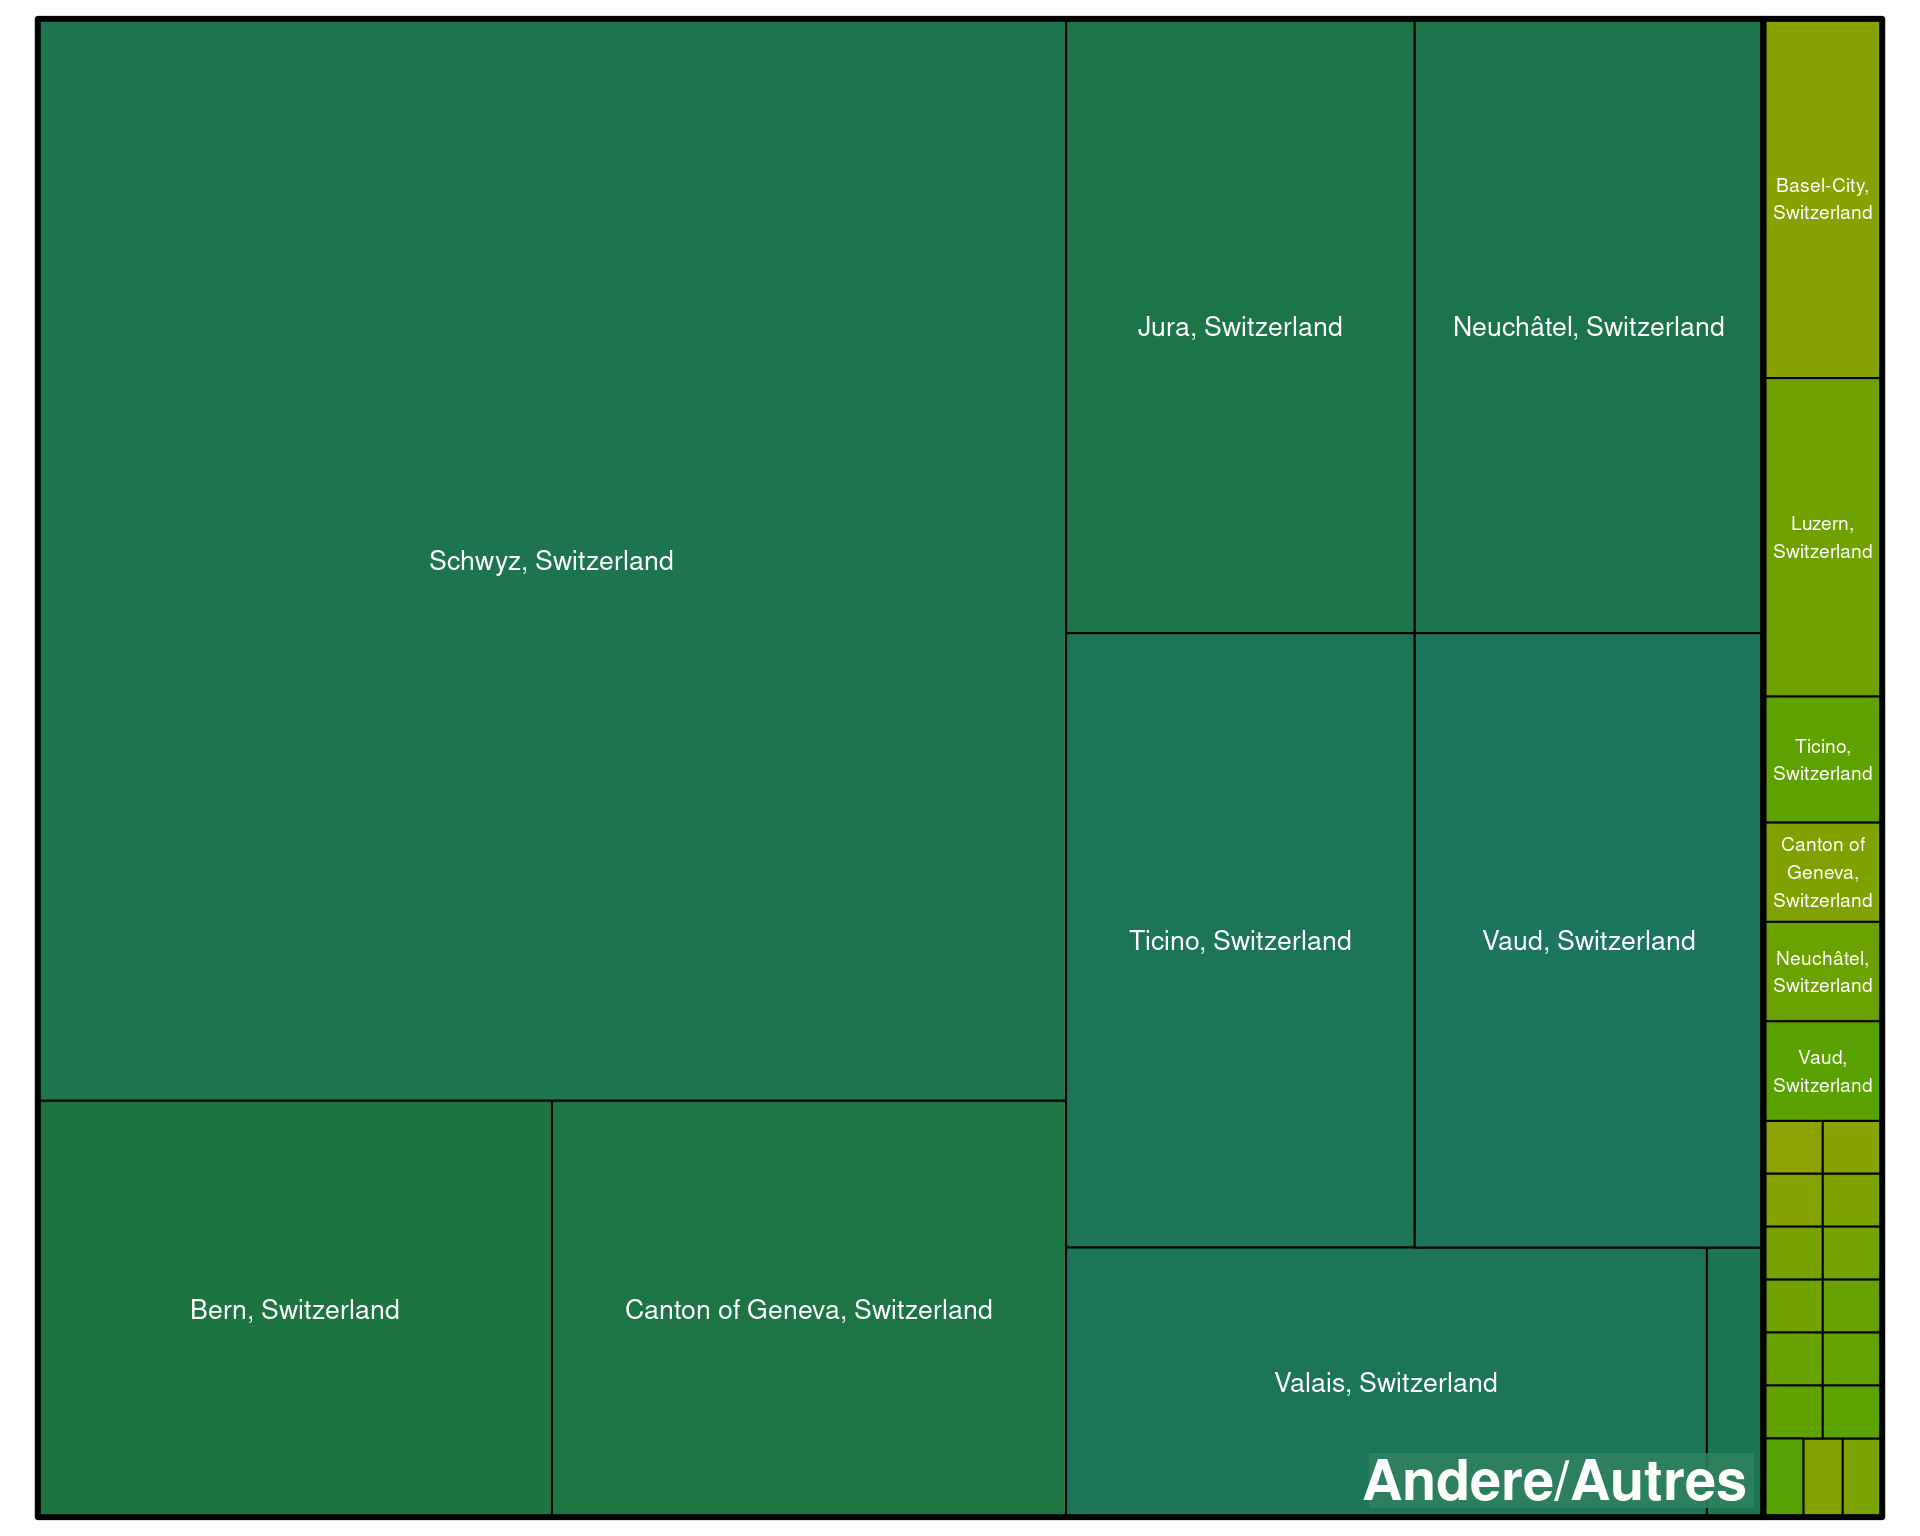 Schwyz, Switzerland
Jura, Switzerland
Neuchâtel, Switzerland
Ticino, Switzerland
Vaud, Switzerland
Bern, Switzerland
Canton of Geneva, Switzerland
Valais, Switzerland
Andere/Autres
Basel-City,
Switzerland
Luzern,
Switzerland
Ticino,
Switzerland
Canton of
Geneva,
Switzerland
Neuchâtel,
Switzerland
Vaud,
Switzerland